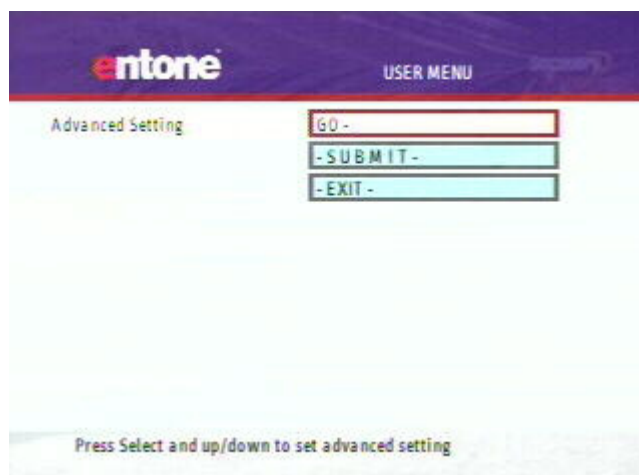 entone
USER MENU
Advanced Setting
GO -
- SUBMIT -
- EXIT -
Press Select and up/down to set advanced setting